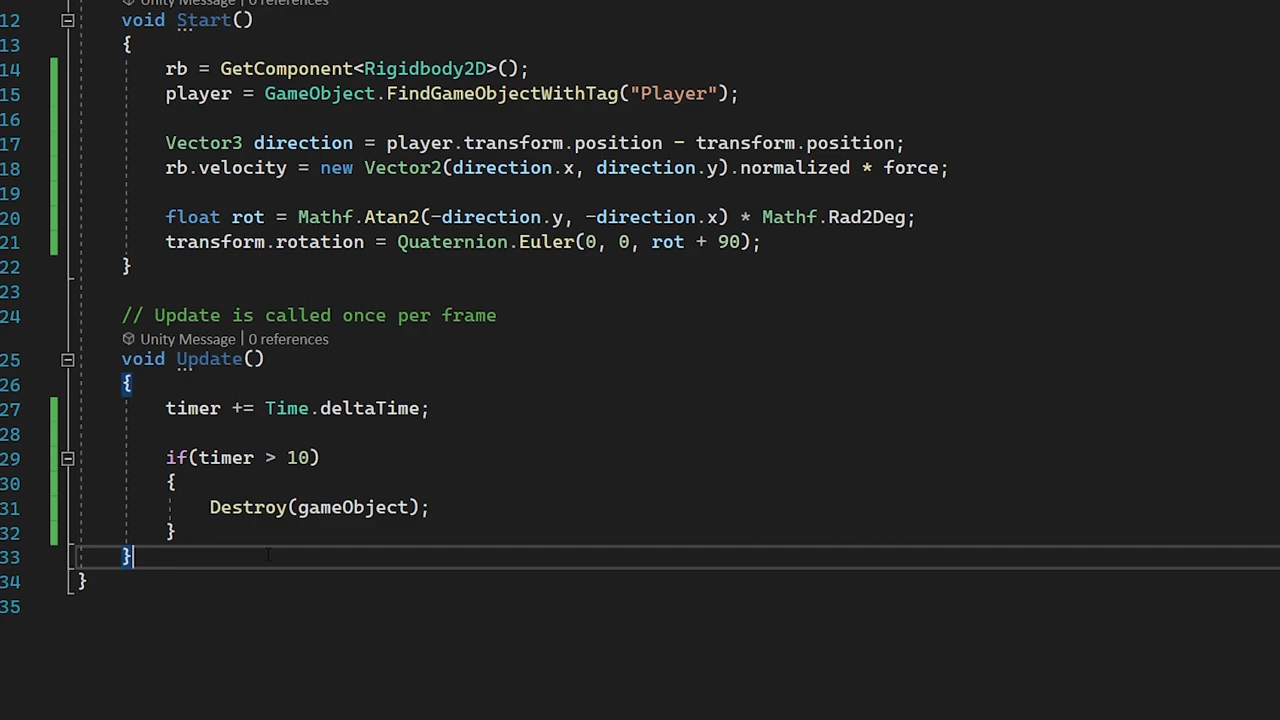 Unity Message | 0 references
12 void Start()
13 {
14 rb = GetComponent<Rigidbody2D>();
15 player = GameObject.FindGameObjectWithTag("Player");
16
17 Vector3 direction = player.transform.position - transform.position;
18 rb.velocity = new Vector2(direction.x, direction.y).normalized * force;
19
20 float rot = Mathf.Atan2(-direction.y, -direction.x) * Mathf.Rad2Deg;
21 transform.rotation = Quaternion.Euler(0, 0, rot + 90);
22 }
23
24 // Update is called once per frame
Unity Message | 0 references
25 void Update()
26 {
27 timer += Time.deltaTime;
28
29 if(timer > 10)
30 {
31 Destroy(gameObject);
32 }
33 }
34 }
35